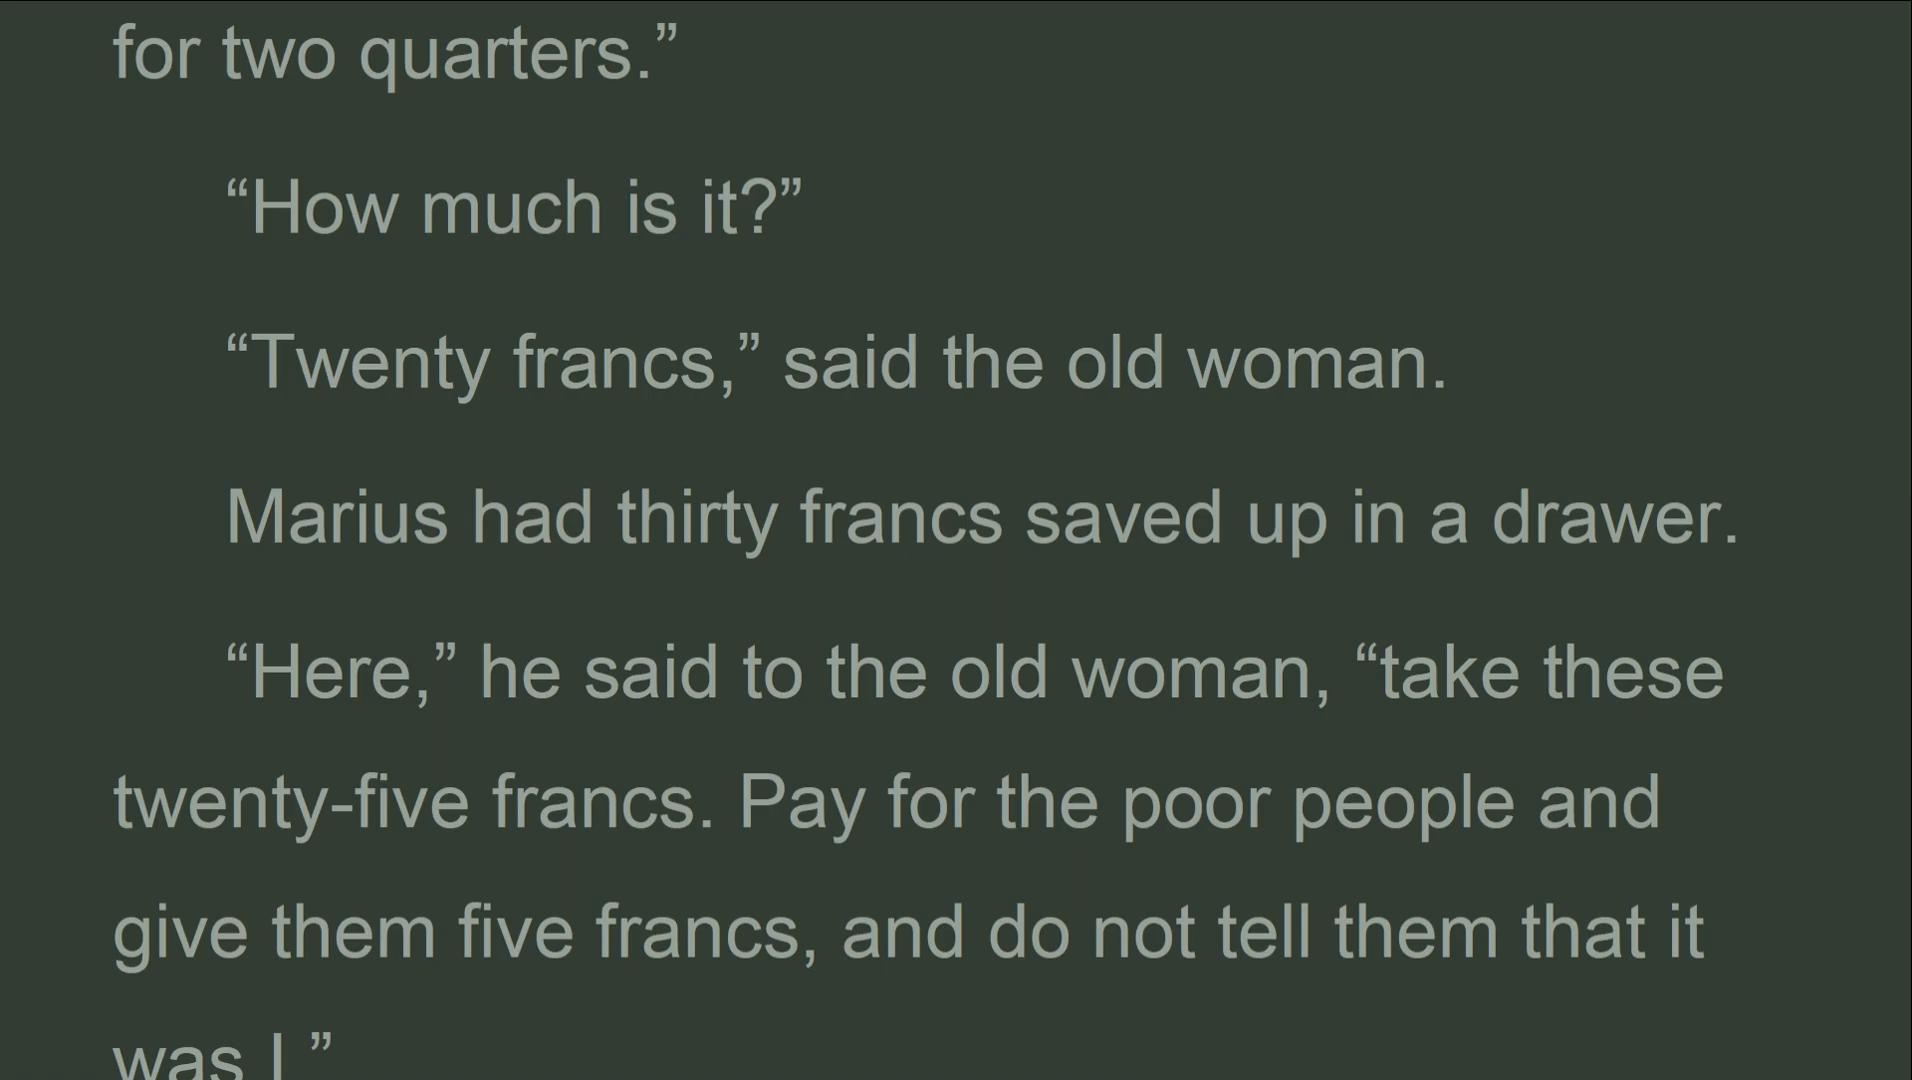 for two quarters.”
“How much is it?”
“Twenty francs,” said the old woman.
Marius had thirty francs saved up in a drawer.
“Here,” he said to the old woman, “take these
twenty-five francs. Pay for the poor people and
give them five francs, and do not tell them that it
was I.”